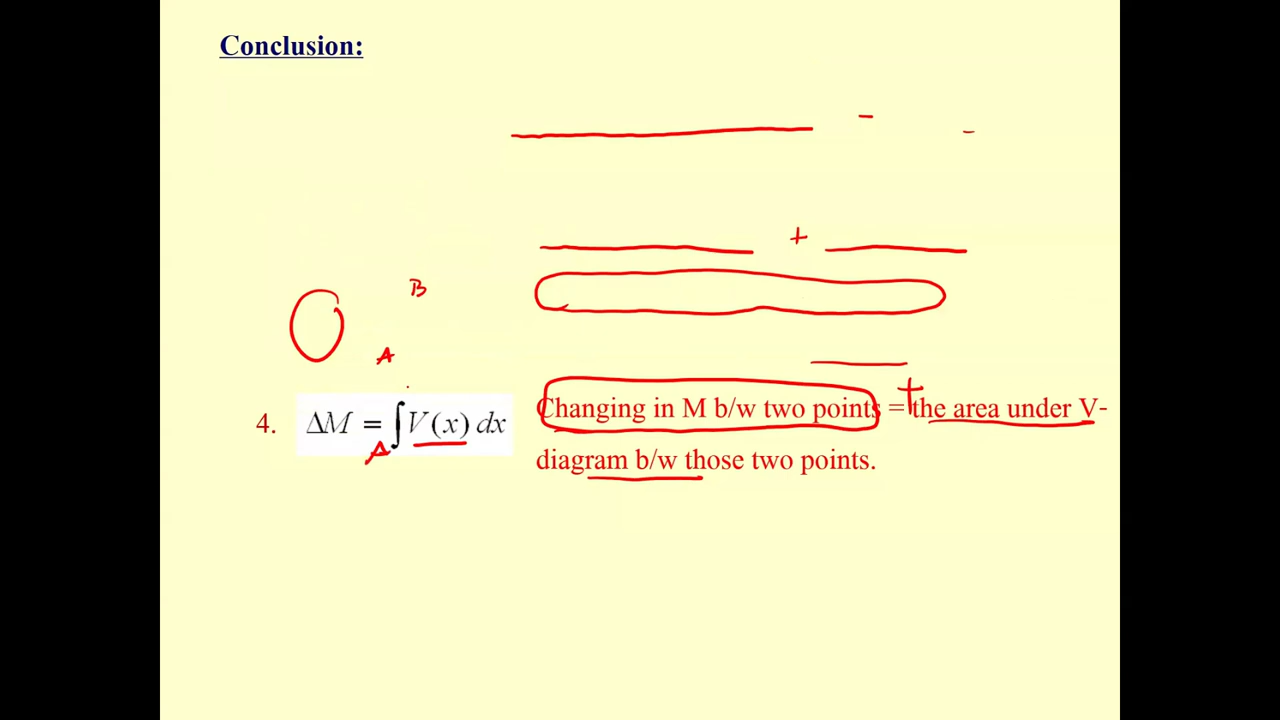 Conclusion:
-
-
+
B
A
4. ΔM = ∫ V(x) dx
A
Changing in M b/w two points = + the area under V-
diagram b/w those two points.